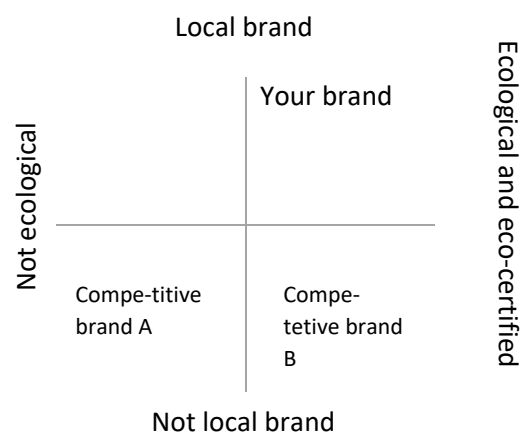 Local brand
Your brand
Not ecological
Ecological and eco-certified
Compe-titive
brand A
Compe-
tetive brand
B
Not local brand